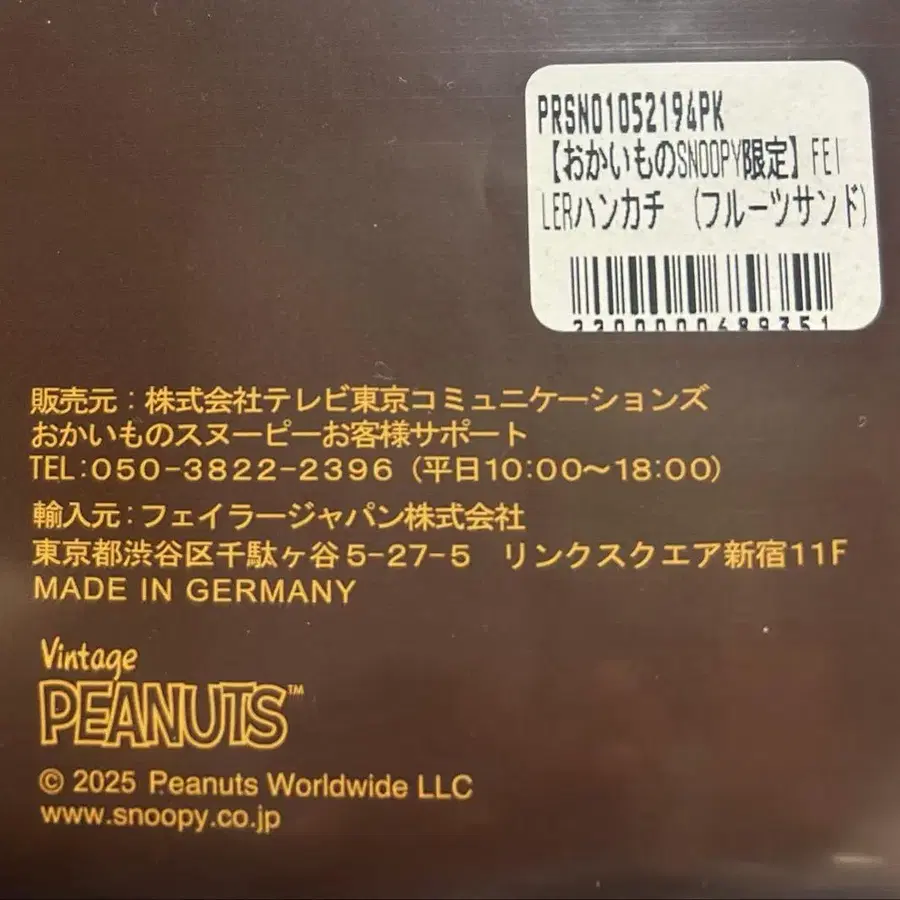 PRSN01052194PK
【おかいものSNOOPY限定】FEI
LERハンカチ （フルーツサンド）
2200000689351
販売元：株式会社テレビ東京コミュニケーションズ
おかいものスヌーピーお客様サポート
TEL:050-3822-2396（平日10:00〜18:00）
輸入元：フェイラージャパン株式会社
東京都渋谷区千駄ヶ谷5-27-5 リンクスクエア新宿11F
MADE IN GERMANY
Vintage
PEANUTS™
© 2025 Peanuts Worldwide LLC
www.snoopy.co.jp